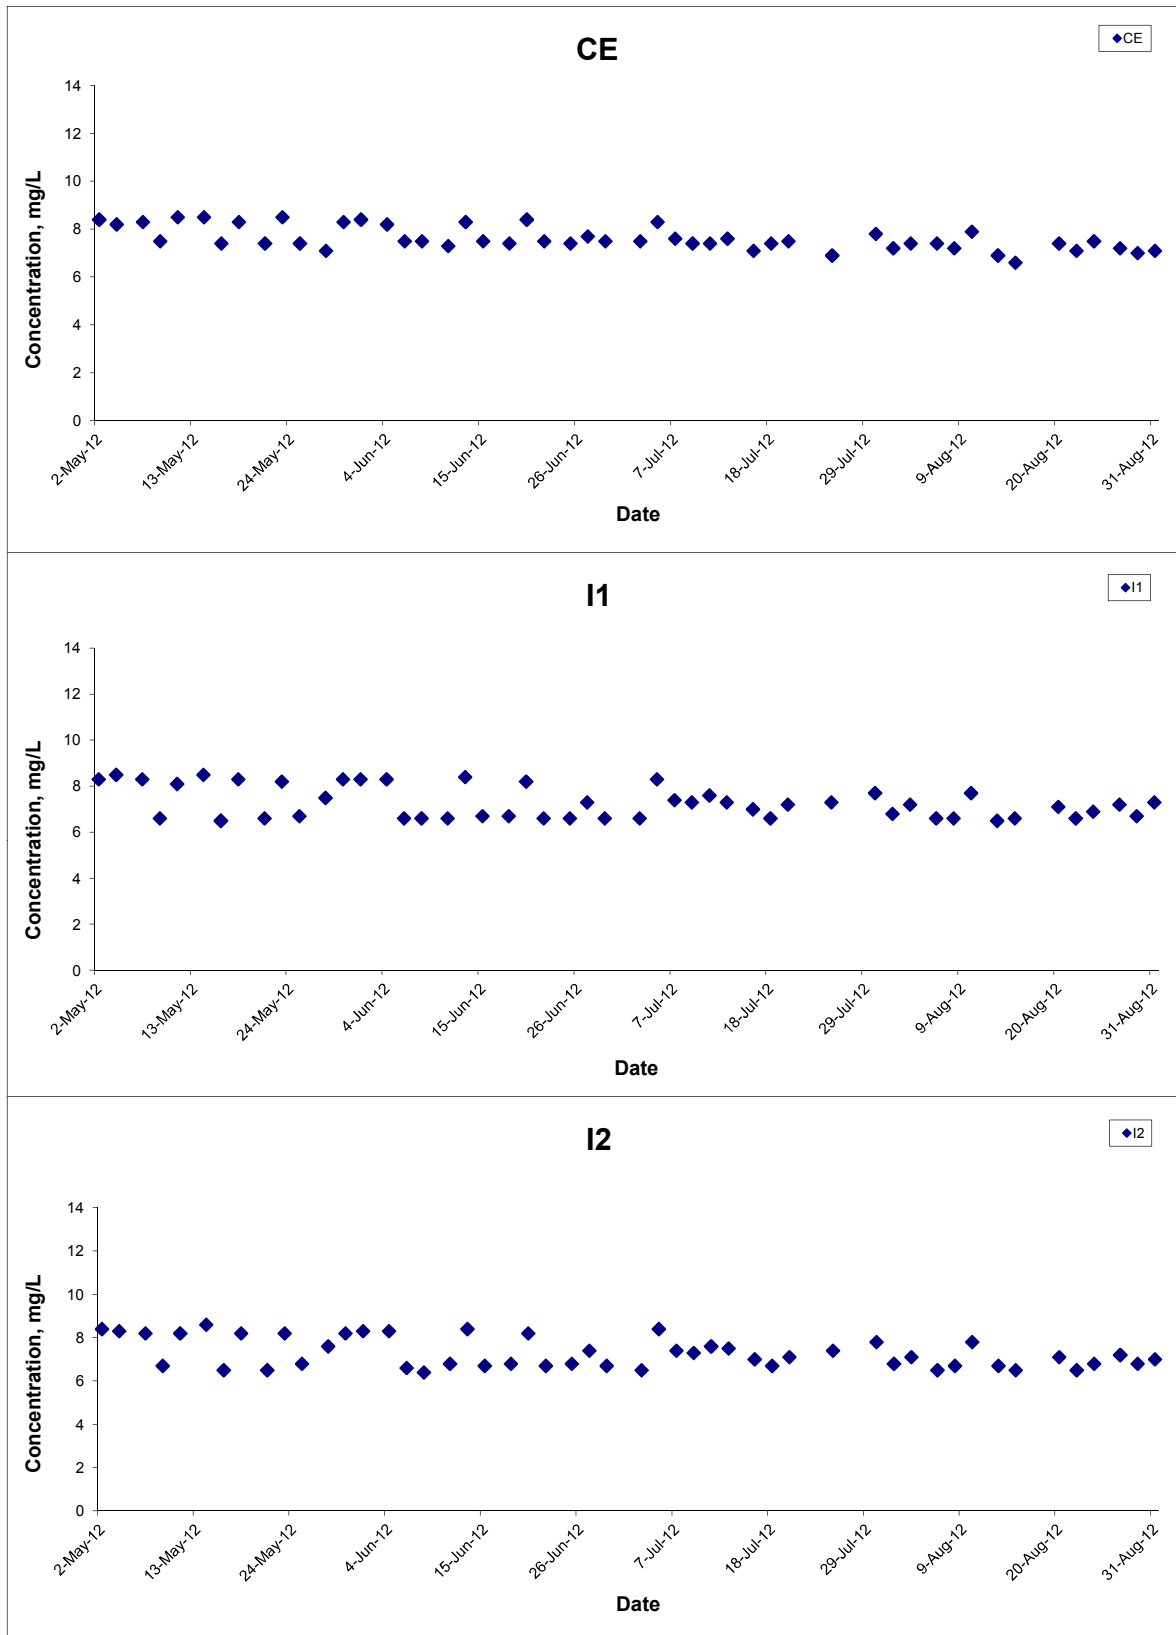 CE
CE
14
12
10
8
6
4
2
0
Concentration, mg/L
2-May-12
13-May-12
24-May-12
4-Jun-12
15-Jun-12
26-Jun-12
7-Jul-12
18-Jul-12
29-Jul-12
9-Aug-12
20-Aug-12
31-Aug-12
Date
I1
I1
14
12
10
8
6
4
2
0
Concentration, mg/L
2-May-12
13-May-12
24-May-12
4-Jun-12
15-Jun-12
26-Jun-12
7-Jul-12
18-Jul-12
29-Jul-12
9-Aug-12
20-Aug-12
31-Aug-12
Date
I2
I2
14
12
10
8
6
4
2
0
Concentration, mg/L
2-May-12
13-May-12
24-May-12
4-Jun-12
15-Jun-12
26-Jun-12
7-Jul-12
18-Jul-12
29-Jul-12
9-Aug-12
20-Aug-12
31-Aug-12
Date